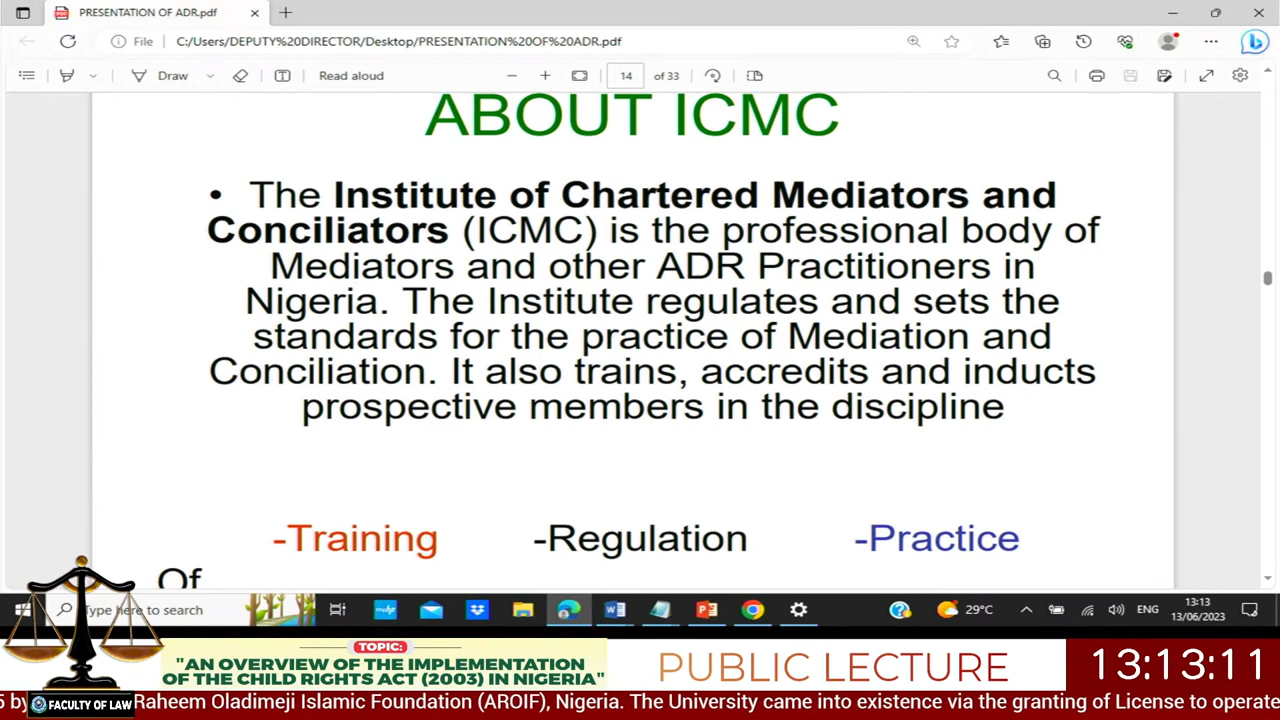 PRESENTATION OF ADR.pdf
File C:/Users/DEPUTY%20DIRECTOR/Desktop/PRESENTATION%20OF%20ADR.pdf
Draw Read aloud 14 of 33
ABOUT ICMC
• The Institute of Chartered Mediators and
Conciliators (ICMC) is the professional body of
Mediators and other ADR Practitioners in
Nigeria. The Institute regulates and sets the
standards for the practice of Mediation and
Conciliation. It also trains, accredits and inducts
prospective members in the discipline
-Training -Regulation -Practice
Of
Type here to search 29°C ENG 13:13
13/06/2023
TOPIC:
"AN OVERVIEW OF THE IMPLEMENTATION
OF THE CHILD RIGHTS ACT (2003) IN NIGERIA"
PUBLIC LECTURE
13:13:11
5 by
FACULTY OF LAW
Raheem Oladimeji Islamic Foundation (AROIF), Nigeria. The University came into existence via the granting of License to operate